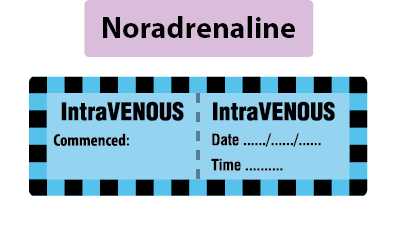 Noradrenaline
IntraVENOUS
Commenced:
IntraVENOUS
Date ....../....../......
Time ..........